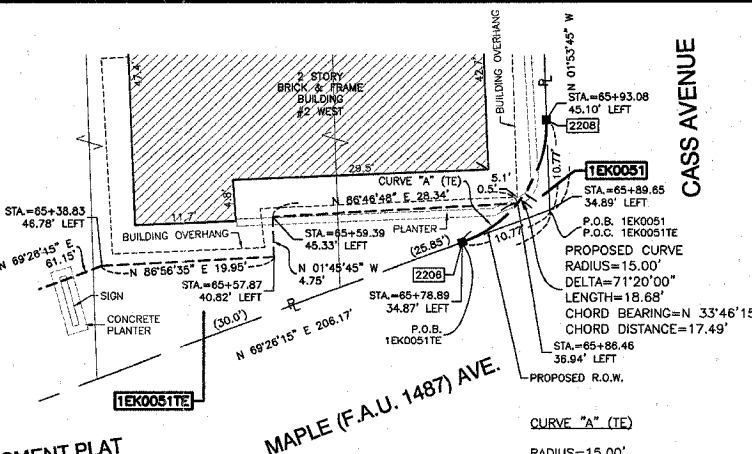 BUILDING OVERHANG
N 01°53'45" W
CASS AVENUE
47.4'
42.7'
2 STORY
BRICK & FRAME
BUILDING
#2 WEST
STA.=65+93.08
45.10' LEFT
2208
29.5'
CURVE "A" (TE)
5.1'
0.5'
10.77'
1EK0051
4.8'
N 86°46'48" E 28.34'
STA.=65+89.65
34.89' LEFT
STA.=65+38.83
46.78' LEFT
11.7'
BUILDING OVERHANG
STA.=65+59.39
45.33' LEFT
PLANTER
(25.85')
10.77'
P.O.B. 1EK0051
P.O.C. 1EK0051TE
N 69°26'15" E
61.15'
N 86°56'35" E 19.95'
N 01°45'45" W
4.75'
2206
PROPOSED CURVE
RADIUS=15.00'
DELTA=71°20'00"
LENGTH=18.68'
CHORD BEARING=N 33°46'15
CHORD DISTANCE=17.49'
SIGN
CONCRETE
PLANTER
STA.=65+57.87
40.82' LEFT
(30.0')
STA.=65+78.89
34.87' LEFT
P.O.B.
1EK0051TE
STA.=65+86.46
36.94' LEFT
N 69°26'15" E 206.17'
PROPOSED R.O.W.
1EK0051TE
MAPLE (F.A.U. 1487) AVE.
CURVE "A" (TE)
RADIUS=15.00'
GMENT PLAT